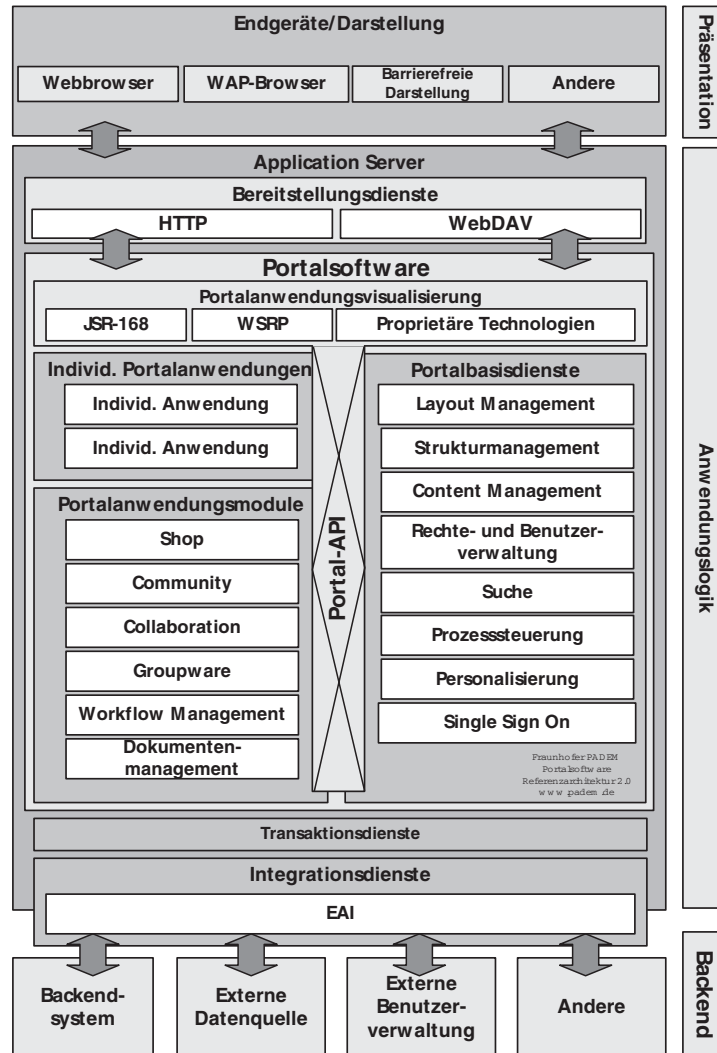 Endgeräte/Darstellung
Webbrowser
WAP-Browser
Barrierefreie
Darstellung
Andere
Präsentation
Application Server
Bereitstellungsdienste
HTTP
WebDAV
Portalsoftware
Portalanwendungsvisualisierung
JSR-168
WSRP
Proprietäre Technologien
Individ. Portalanwendungen
Individ. Anwendung
Individ. Anwendung
Portalanwendungsmodule
Shop
Community
Collaboration
Groupware
Workflow Management
Dokumenten-
management
Portal-API
Portalbasisdienste
Layout Management
Strukturmanagement
Content Management
Rechte- und Benutzer-
verwaltung
Suche
Prozesssteuerung
Personalisierung
Single Sign On
Fraunhofer PADEM
Portalsoftware
Referenzarchitektur 2.0
www.padem.de
Anwendungslogik
Transaktionsdienste
Integrationsdienste
EAI
Backend-
system
Externe
Datenquelle
Externe
Benutzer-
verwaltung
Andere
Backend